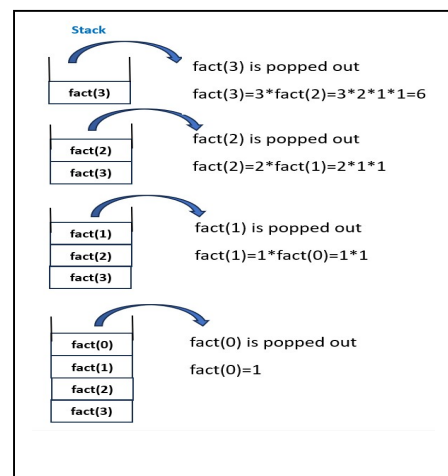 Stack
fact(3)
fact(3) is popped out
fact(3)=3*fact(2)=3*2*1*1=6
fact(2)
fact(3)
fact(2) is popped out
fact(2)=2*fact(1)=2*1*1
fact(1)
fact(2)
fact(3)
fact(1) is popped out
fact(1)=1*fact(0)=1*1
fact(0)
fact(1)
fact(2)
fact(3)
fact(0) is popped out
fact(0)=1